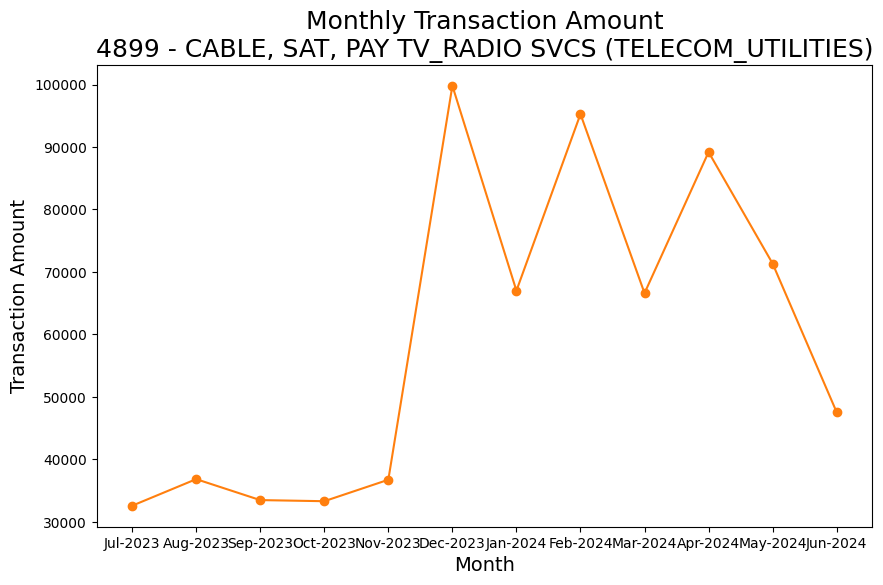 Monthly Transaction Amount
4899 - CABLE, SAT, PAY TV_RADIO SVCS (TELECOM_UTILITIES)
Transaction Amount
100000
90000
80000
70000
60000
50000
40000
30000
Jul-2023 Aug-2023 Sep-2023 Oct-2023 Nov-2023 Dec-2023 Jan-2024 Feb-2024 Mar-2024 Apr-2024 May-2024 Jun-2024
Month